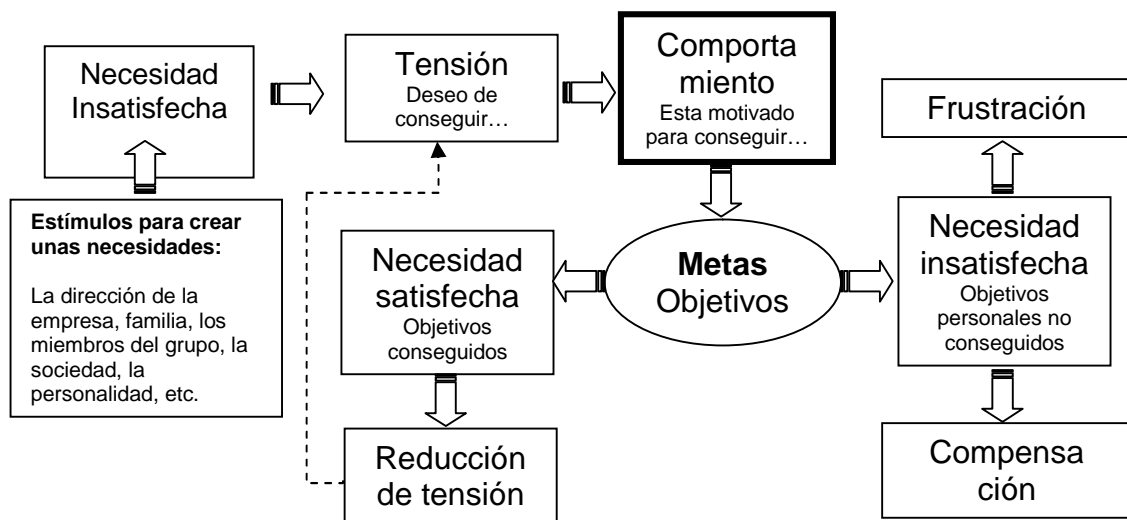 Necesidad
Insatisfecha
Estímulos para crear
unas necesidades:
La dirección de la
empresa, familia, los
miembros del grupo, la
sociedad, la
personalidad, etc.
Tensión
Deseo de
conseguir…
Comporta
miento
Esta motivado
para conseguir…
Metas
Objetivos
Necesidad
satisfecha
Objetivos
conseguidos
Reducción
de tensión
Frustración
Necesidad
insatisfecha
Objetivos
personales no
conseguidos
Compensa
ción